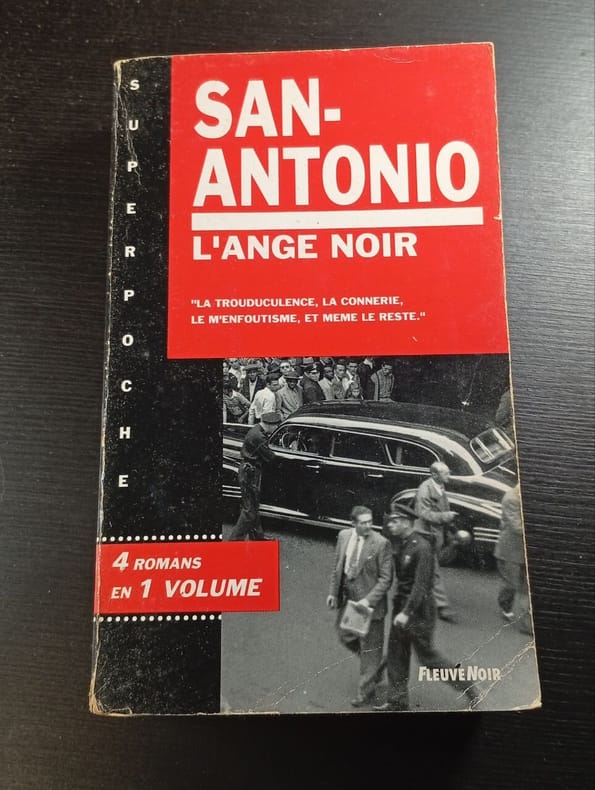 SUPERPOCHE
SAN-
ANTONIO
L'ANGE NOIR
"LA TROUDUCULENCE, LA CONNERIE,
LE M'ENFOUTISME, ET MEME LE RESTE."
4 ROMANS
EN 1 VOLUME
FLEUVE NOIR